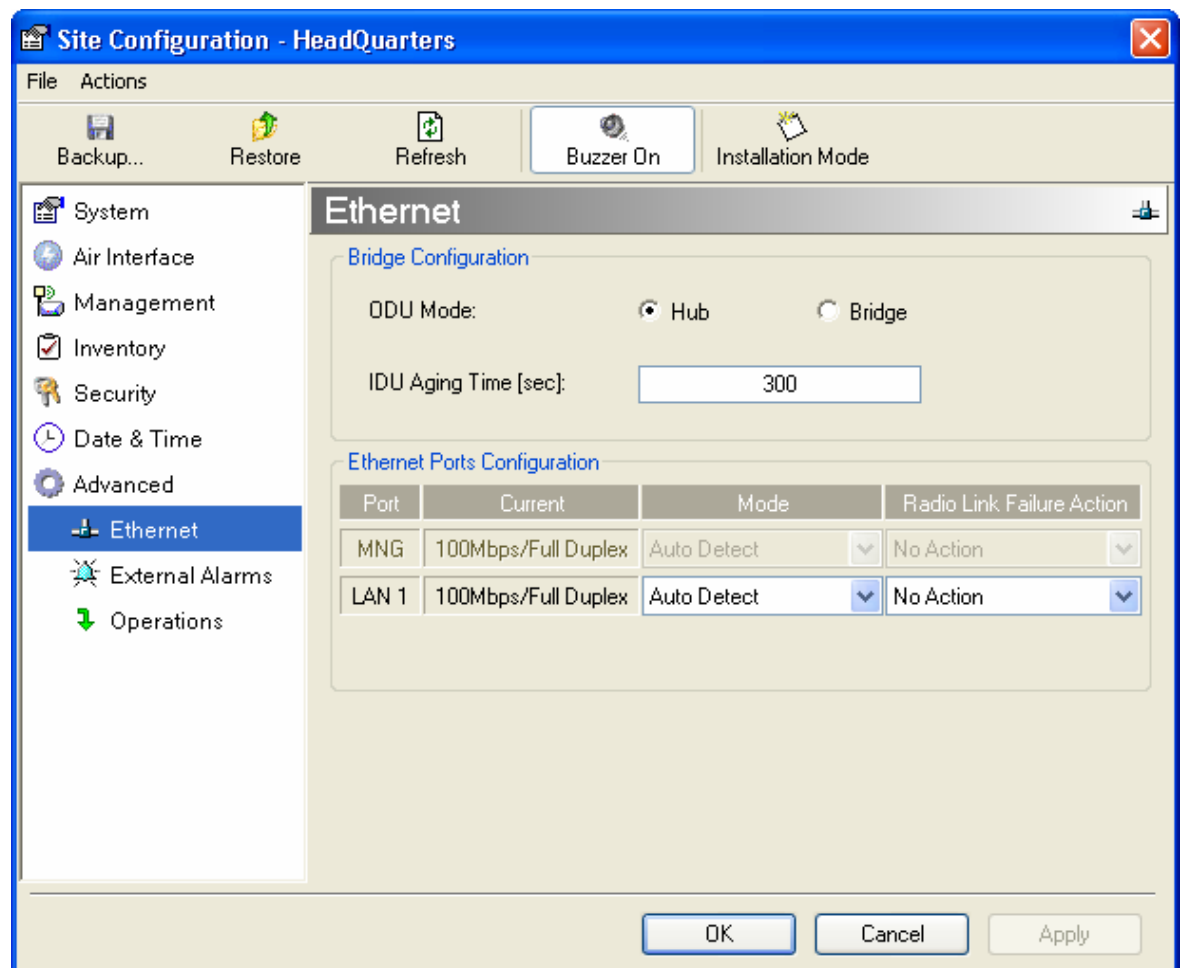 Site Configuration - HeadQuarters
File Actions
Backup... Restore Refresh Buzzer On Installation Mode
System
Air Interface
Management
Inventory
Security
Date & Time
Advanced
Ethernet
External Alarms
Operations
Ethernet
Bridge Configuration
ODU Mode: Hub Bridge
IDU Aging Time [sec]: 300
Ethernet Ports Configuration
Port Current Mode Radio Link Failure Action
MNG 100Mbps/Full Duplex Auto Detect No Action
LAN 1 100Mbps/Full Duplex Auto Detect No Action
OK Cancel Apply